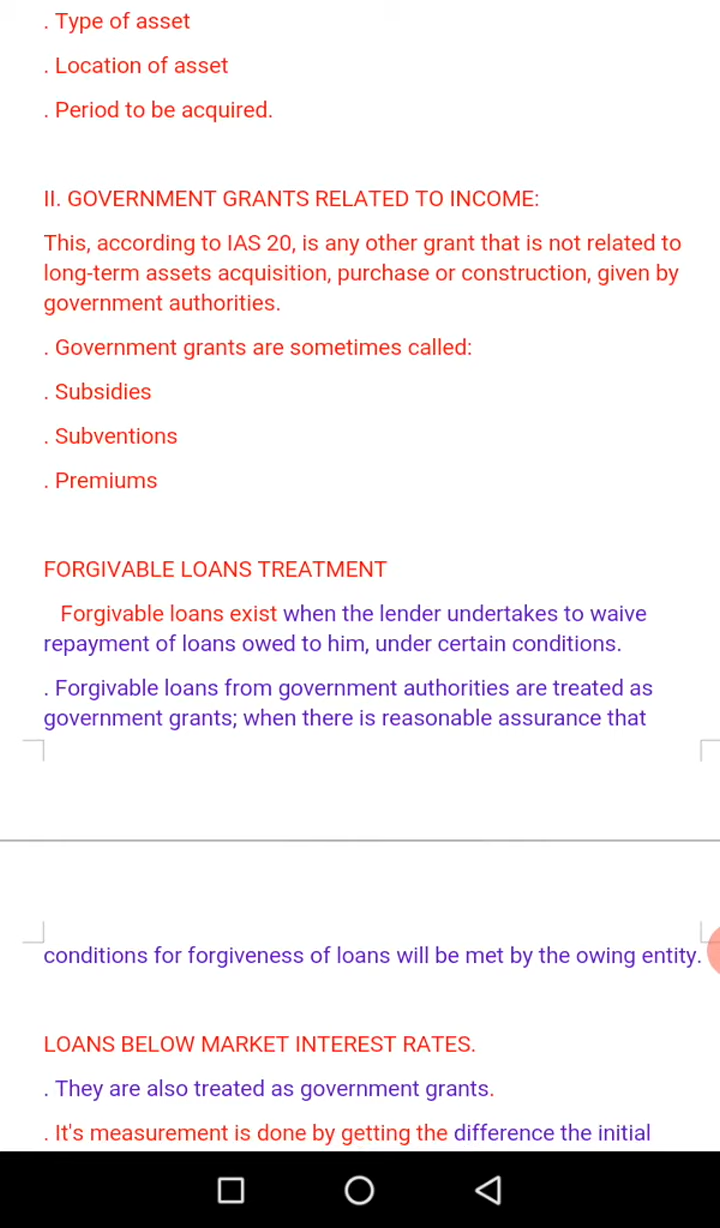 . Type of asset
. Location of asset
. Period to be acquired.
II. GOVERNMENT GRANTS RELATED TO INCOME:
This, according to IAS 20, is any other grant that is not related to
long-term assets acquisition, purchase or construction, given by
government authorities.
. Government grants are sometimes called:
. Subsidies
. Subventions
. Premiums
FORGIVABLE LOANS TREATMENT
Forgivable loans exist when the lender undertakes to waive
repayment of loans owed to him, under certain conditions.
. Forgivable loans from government authorities are treated as
government grants; when there is reasonable assurance that
conditions for forgiveness of loans will be met by the owing entity.
LOANS BELOW MARKET INTEREST RATES.
. They are also treated as government grants.
. It's measurement is done by getting the difference the initial